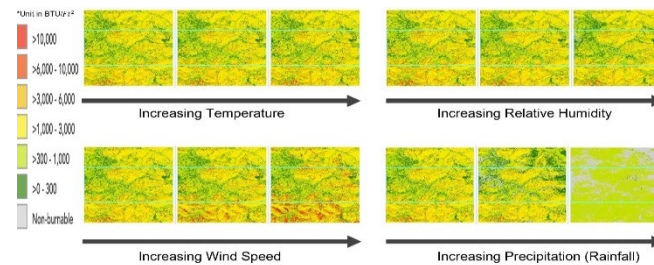 *Unit in BTU/ft²
>10,000
>6,000 - 10,000
>3,000 - 6,000
>1,000 - 3,000
>300 - 1,000
>0 - 300
Non-burnable
Increasing Temperature
Increasing Relative Humidity
Increasing Wind Speed
Increasing Precipitation (Rainfall)